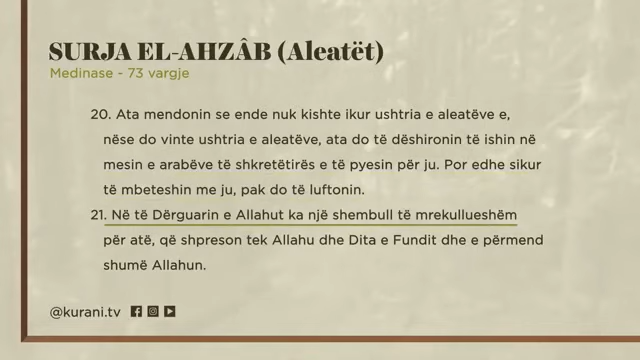 SURJA EL-AHZÂB (Aleatët)
Medinase - 73 vargje
20. Ata mendonin se ende nuk kishte ikur ushtria e aleatëve e,
nëse do vinte ushtria e aleatëve, ata do të dëshironin të ishin në
mesin e arabëve të shkretëtirës e të pyesin për ju. Por edhe sikur
të mbeteshin me ju, pak do të luftonin.
21. Në të Dërguarin e Allahut ka një shembull të mrekullueshëm
për atë, që shpreson tek Allahu dhe Dita e Fundit dhe e përmend
shumë Allahun.
@kurani.tv